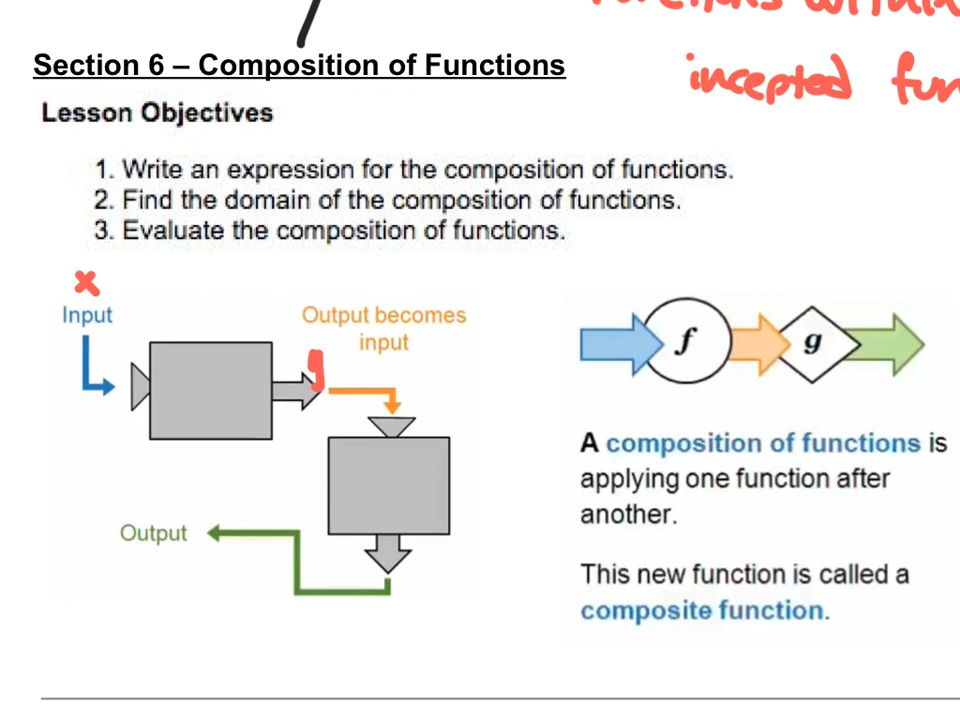 Section 6 – Composition of Functions
incepted
Lesson Objectives
1. Write an expression for the composition of functions.
2. Find the domain of the composition of functions.
3. Evaluate the composition of functions.
x
Input
Output becomes
input
g
Output
f
g
A composition of functions is
applying one function after
another.
This new function is called a
composite function.